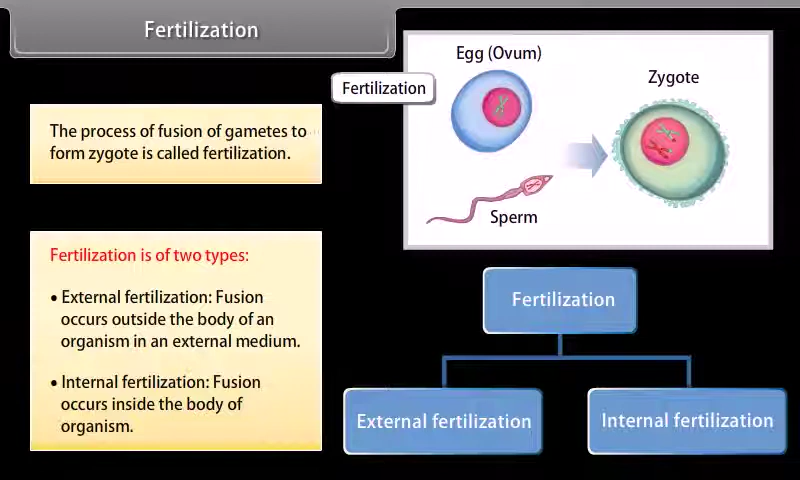 Fertilization
The process of fusion of gametes to
form zygote is called fertilization.
Fertilization is of two types:
• External fertilization: Fusion
occurs outside the body of an
organism in an external medium.
• Internal fertilization: Fusion
occurs inside the body of
organism.
Fertilization
Egg (Ovum)
Zygote
Sperm
Fertilization
External fertilization
Internal fertilization